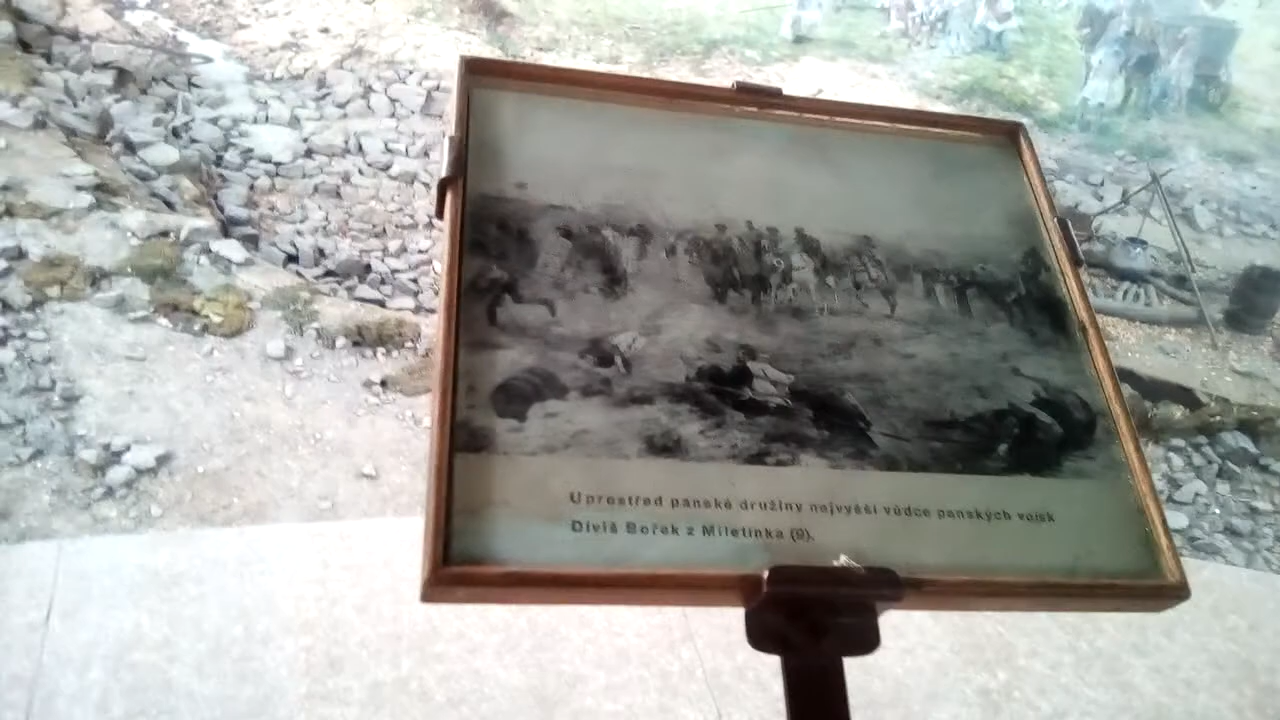 Uprostřed panské družiny nejvyšší vůdce panských vojsk
Diviš Bořek z Miletínka (9).